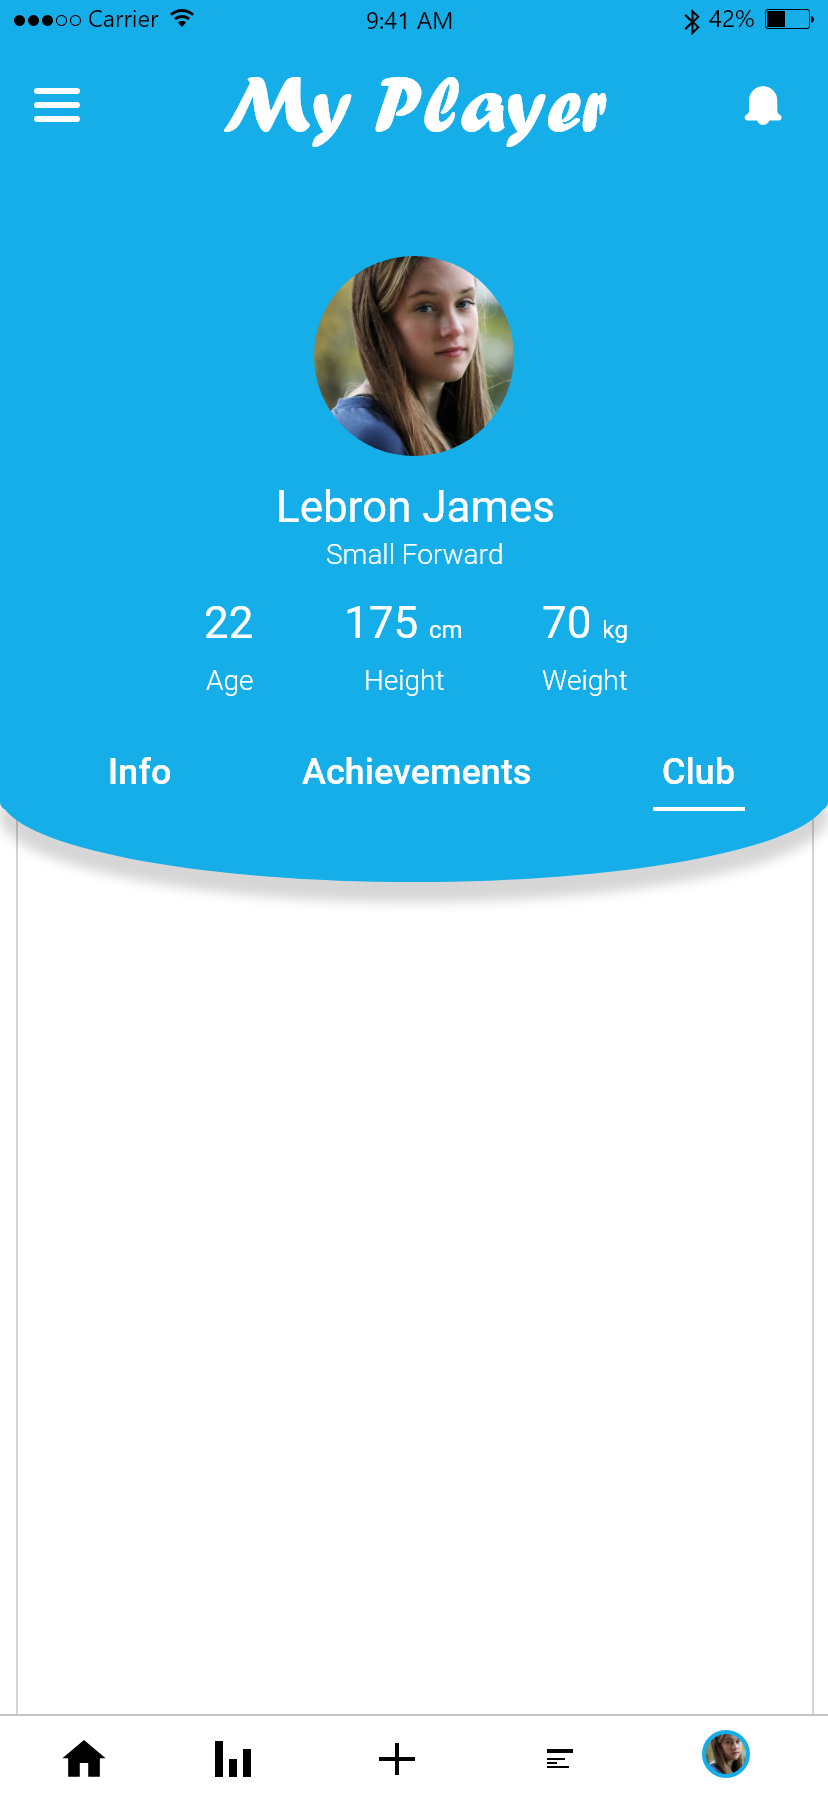 Carrier 9:41 AM 42%
My Player
Lebron James
Small Forward
22 175 cm 70 kg
Age Height Weight
Info Achievements Club